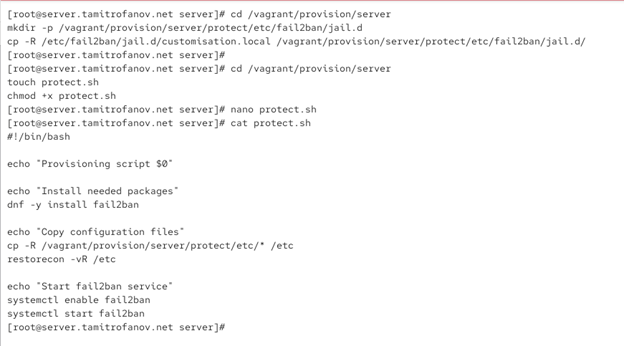 [root@server.tamitrofanov.net server]# cd /vagrant/provision/server
mkdir -p /vagrant/provision/server/protect/etc/fail2ban/jail.d
cp -R /etc/fail2ban/jail.d/customisation.local /vagrant/provision/server/protect/etc/fail2ban/jail.d/
[root@server.tamitrofanov.net server]#
[root@server.tamitrofanov.net server]# cd /vagrant/provision/server
touch protect.sh
chmod +x protect.sh
[root@server.tamitrofanov.net server]# nano protect.sh
[root@server.tamitrofanov.net server]# cat protect.sh
#!/bin/bash

echo "Provisioning script $0"

echo "Install needed packages"
dnf -y install fail2ban

echo "Copy configuration files"
cp -R /vagrant/provision/server/protect/etc/* /etc
restorecon -vR /etc

echo "Start fail2ban service"
systemctl enable fail2ban
systemctl start fail2ban
[root@server.tamitrofanov.net server]#